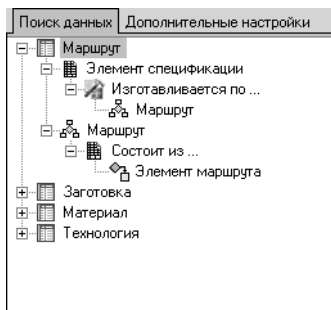 Поиск данных Дополнительные настройки
Маршрут
Элемент спецификации
Изготавливается по ...
Маршрут
Маршрут
Состоит из ...
Элемент маршрута
Заготовка
Материал
Технология